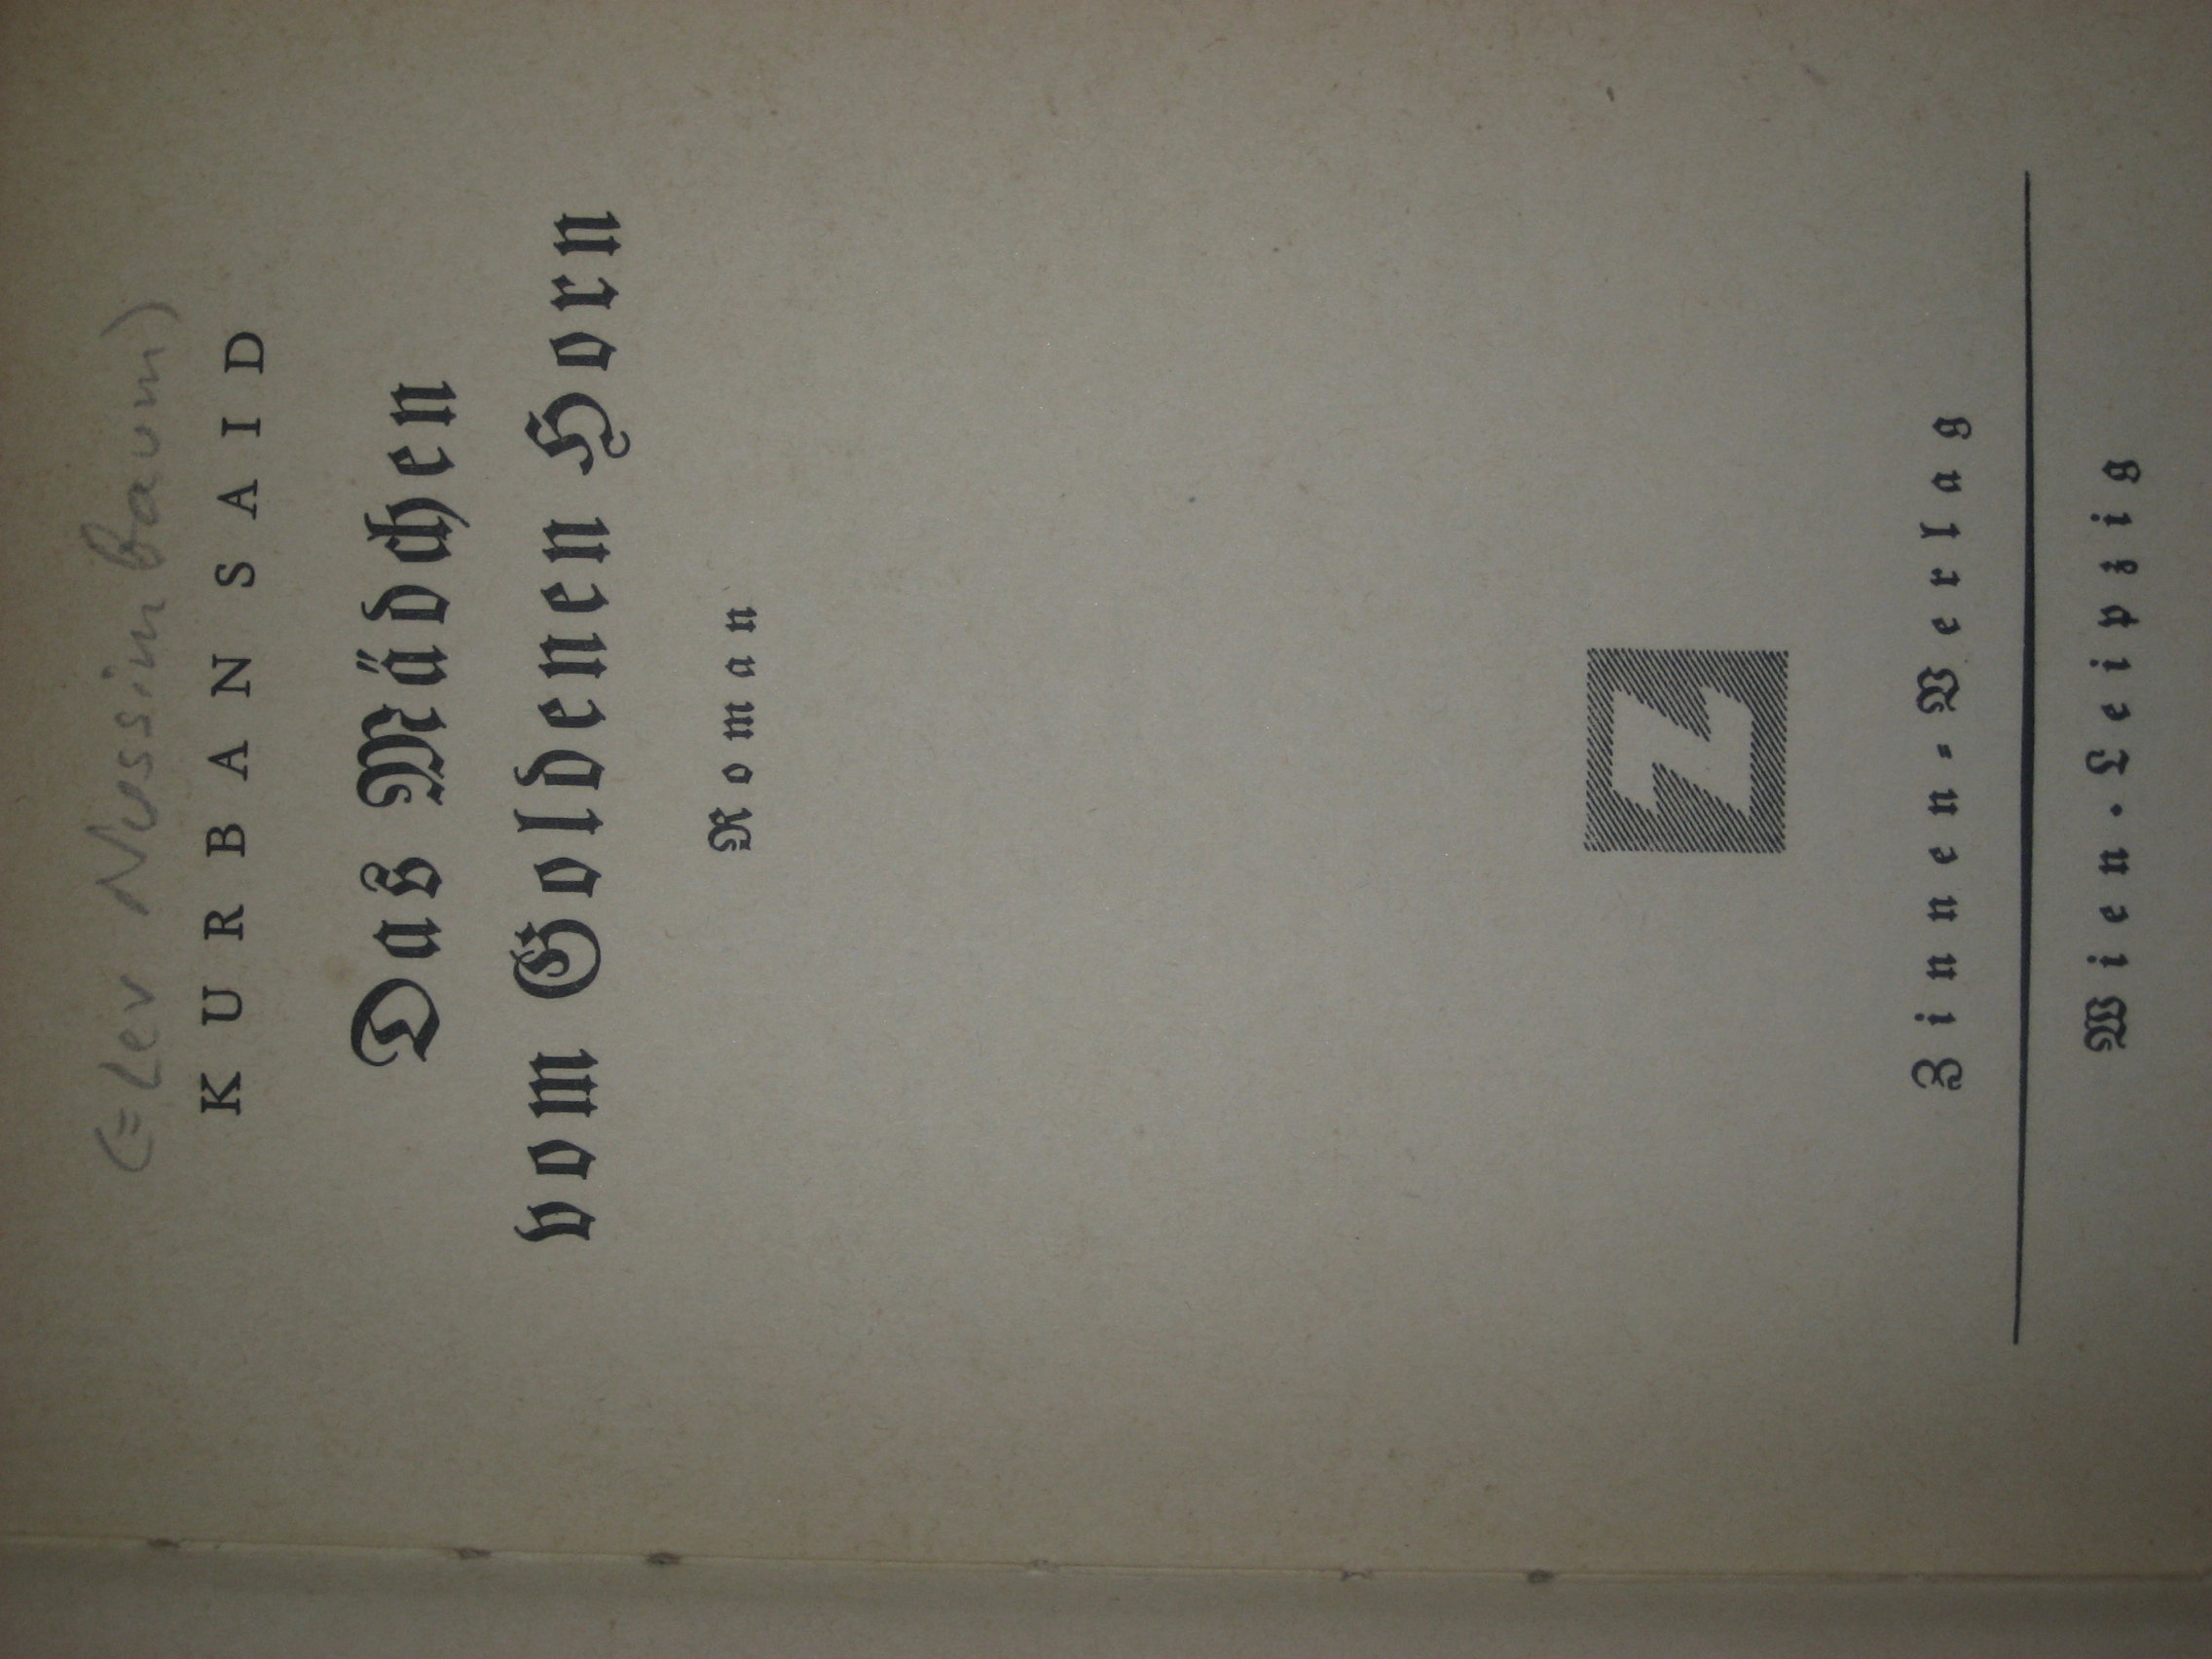 (= Lev Nussimbaum)
KURBAN SAID
Das Mädchen
vom Goldenen Horn
Roman
Z
Zinnen-Verlag
Wien · Leipzig